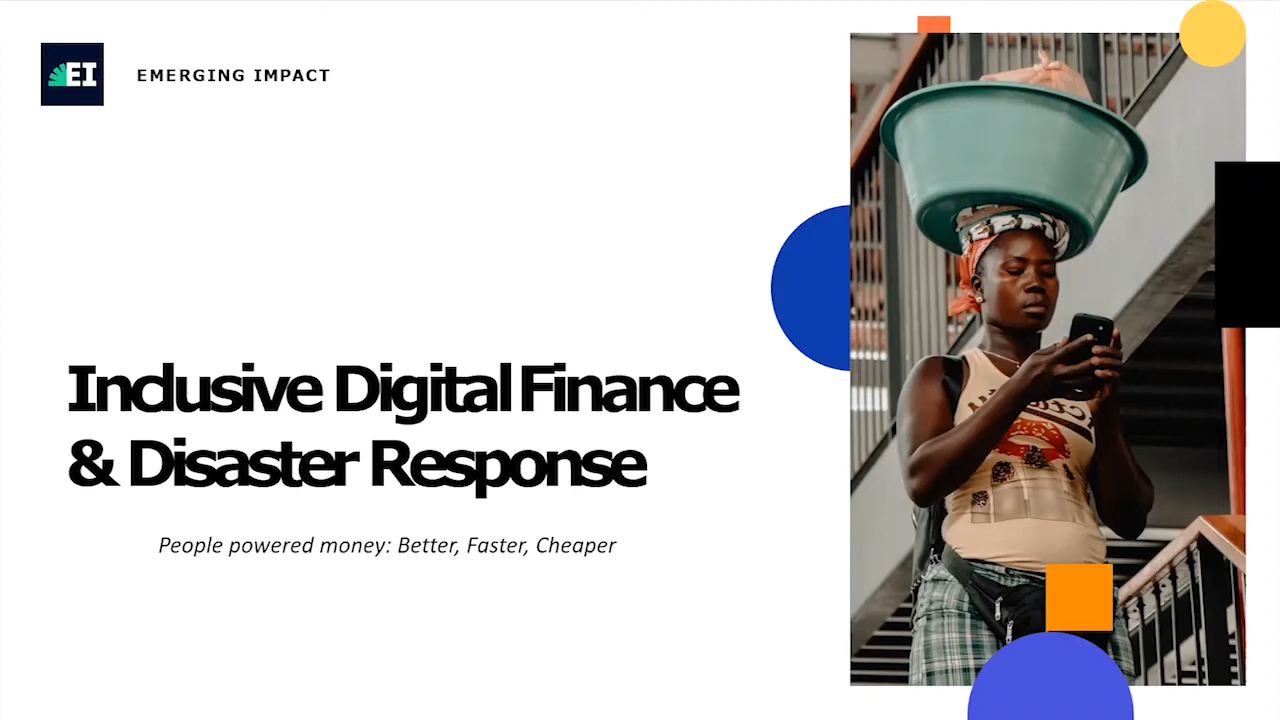 EI
EMERGING IMPACT
Inclusive Digital Finance
& Disaster Response
People powered money: Better, Faster, Cheaper